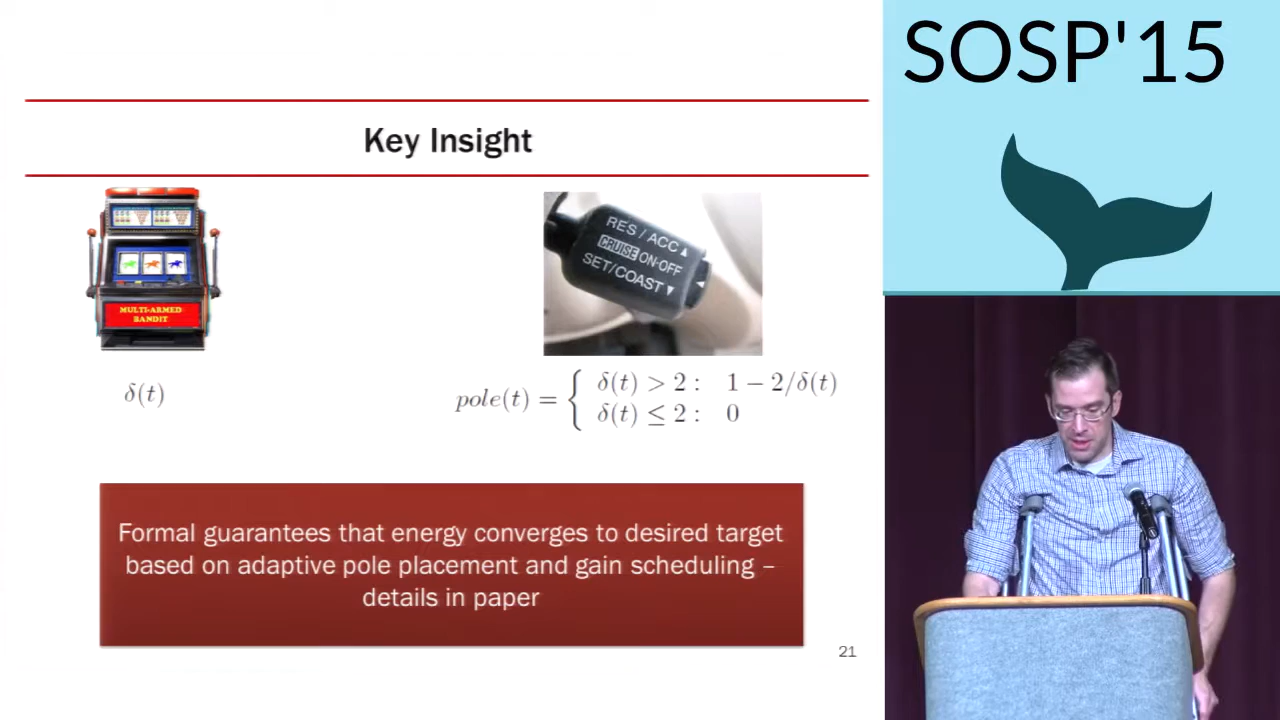 SOSP'15
Key Insight
MULTI-ARMED
BANDIT
RES / ACC ▲
CRUISE ON-OFF
SET/COAST ▼
δ(t)
pole(t) = { δ(t) > 2 : 1 − 2/δ(t)
δ(t) ≤ 2 : 0
Formal guarantees that energy converges to desired target
based on adaptive pole placement and gain scheduling –
details in paper
21